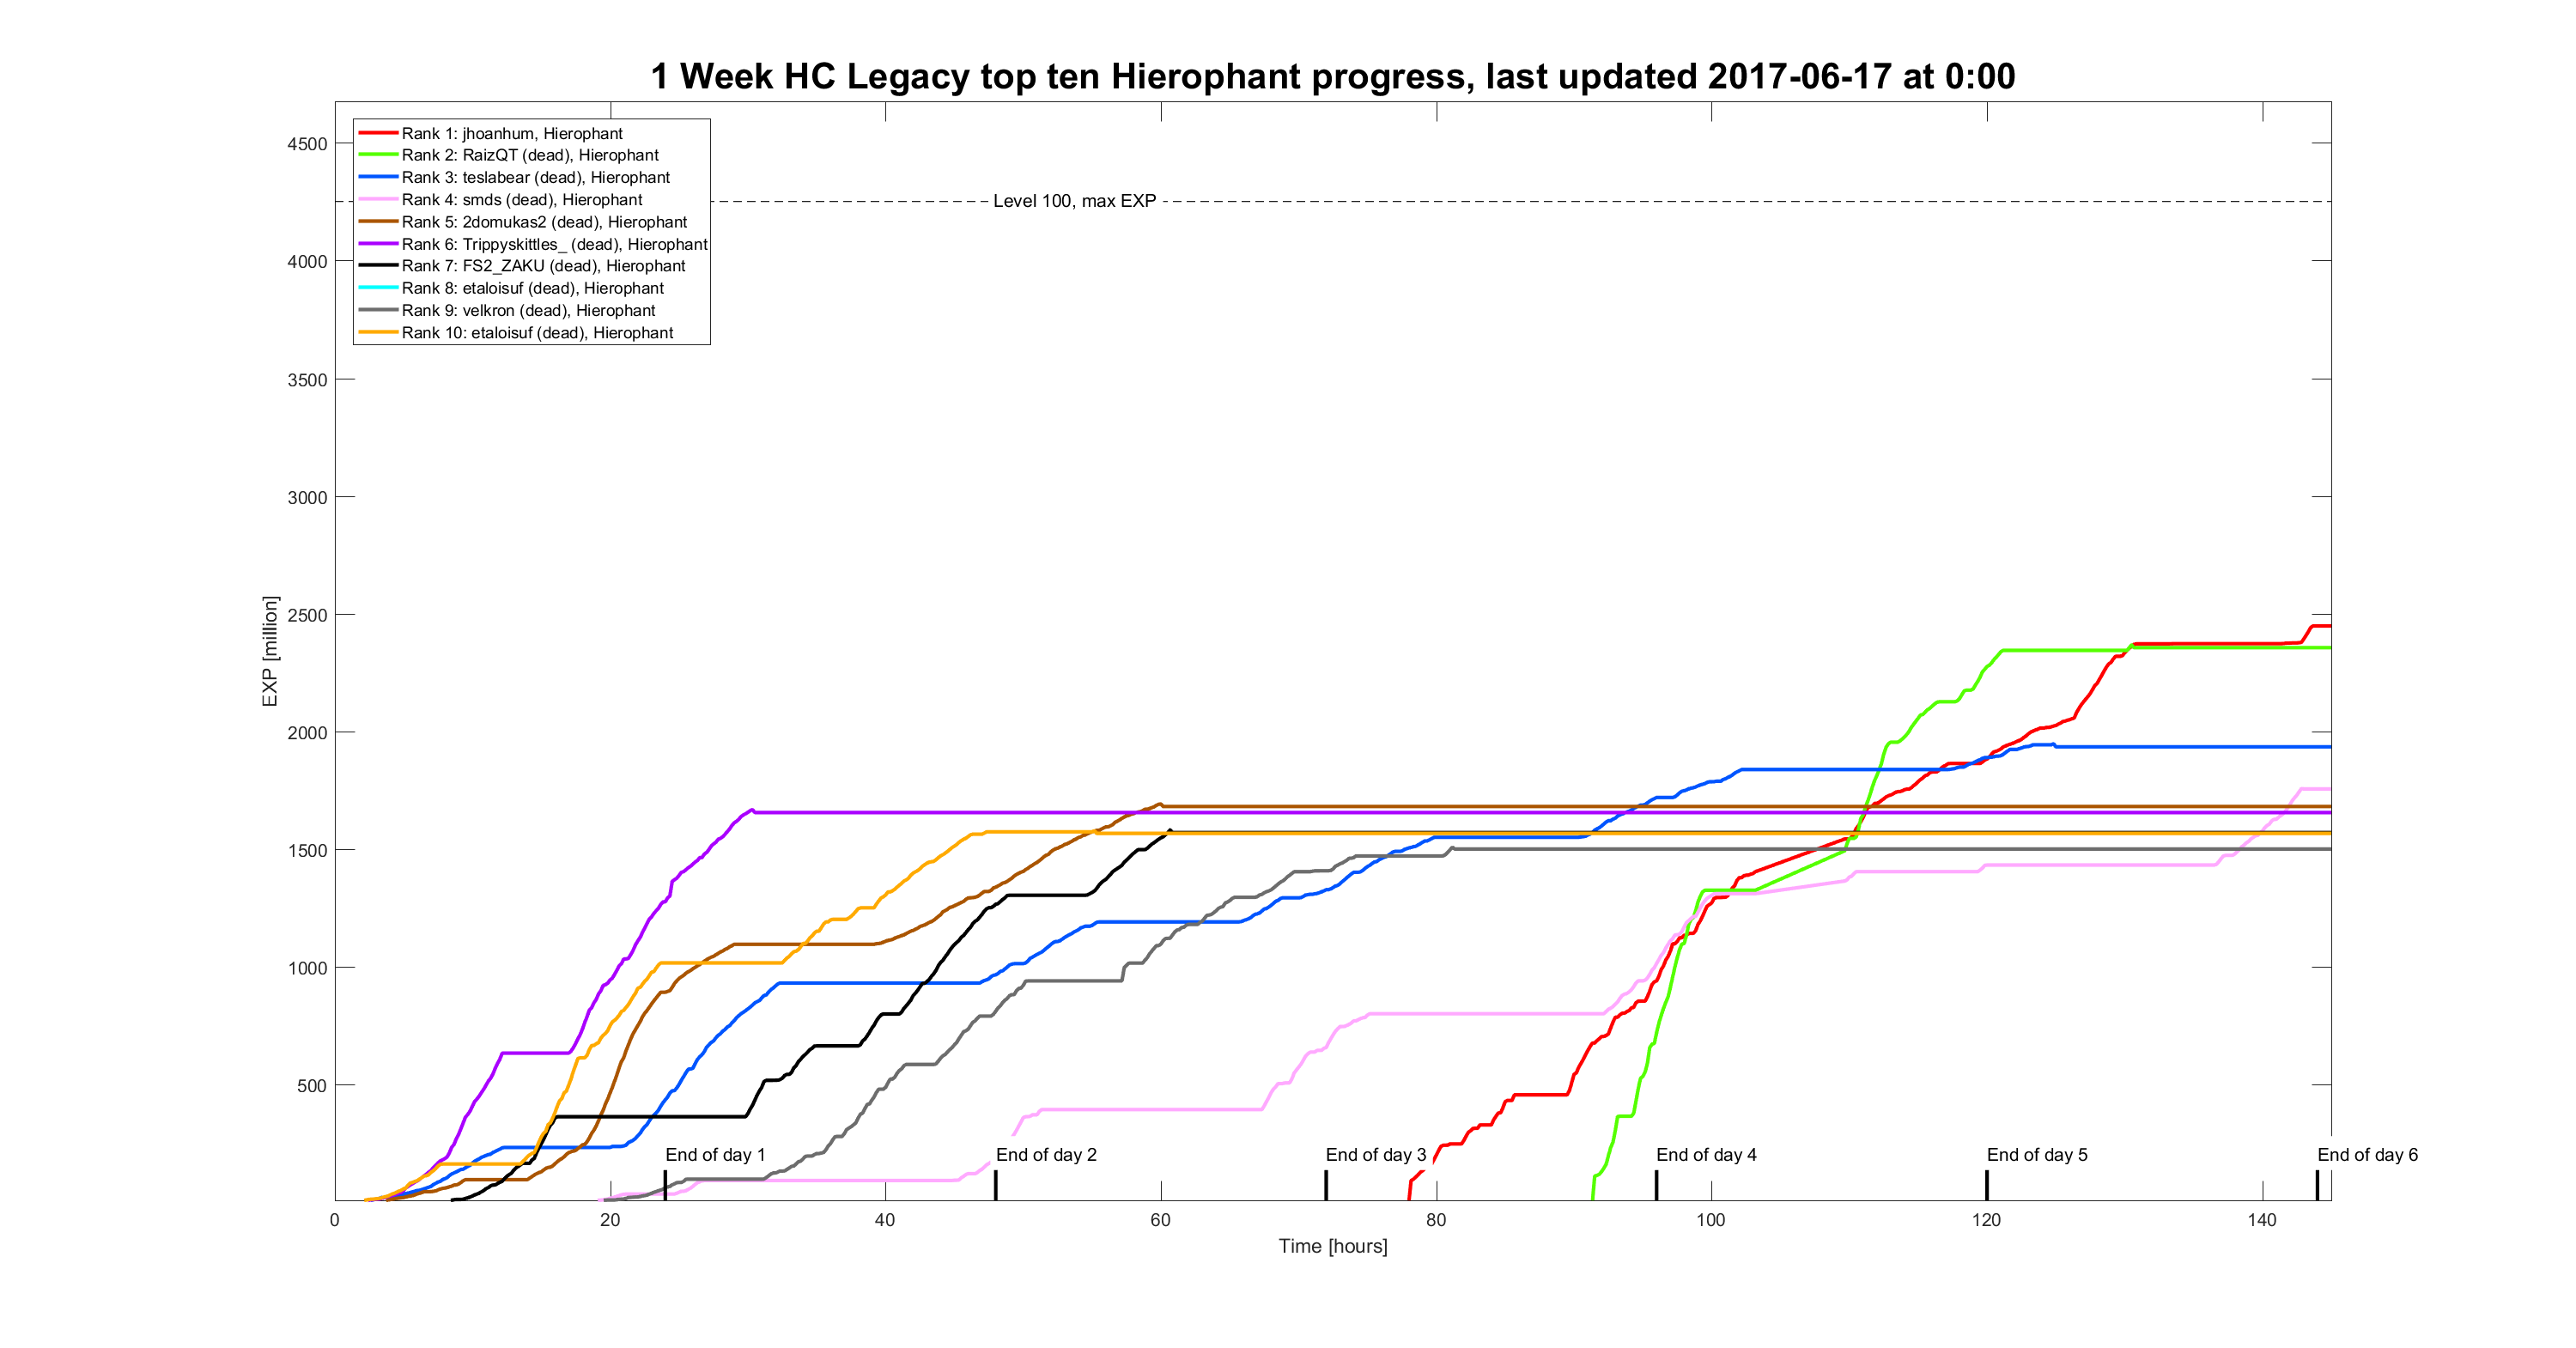 1 Week HC Legacy top ten Hierophant progress, last updated 2017-06-17 at 0:00
Rank 1: jhoanhum, Hierophant
Rank 2: RaizQT (dead), Hierophant
Rank 3: teslabear (dead), Hierophant
Rank 4: smds (dead), Hierophant
Rank 5: 2domukas2 (dead), Hierophant
Rank 6: Trippyskittles_ (dead), Hierophant
Rank 7: FS2_ZAKU (dead), Hierophant
Rank 8: etaloisuf (dead), Hierophant
Rank 9: velkron (dead), Hierophant
Rank 10: etaloisuf (dead), Hierophant
Level 100, max EXP
4500
4000
3500
3000
2500
2000
1500
1000
500
EXP [million]
End of day 1
End of day 2
End of day 3
End of day 4
End of day 5
End of day 6
0 20 40 60 80 100 120 140
Time [hours]